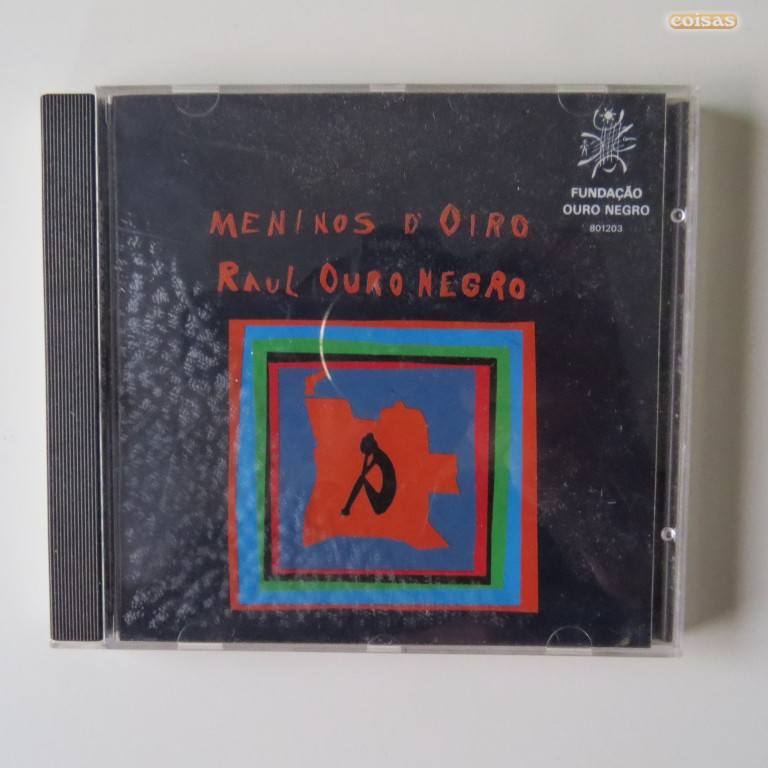 coisas
FUNDAÇÃO
OURO NEGRO
801203
MENINOS D'OIRO
RAUL OURO NEGRO